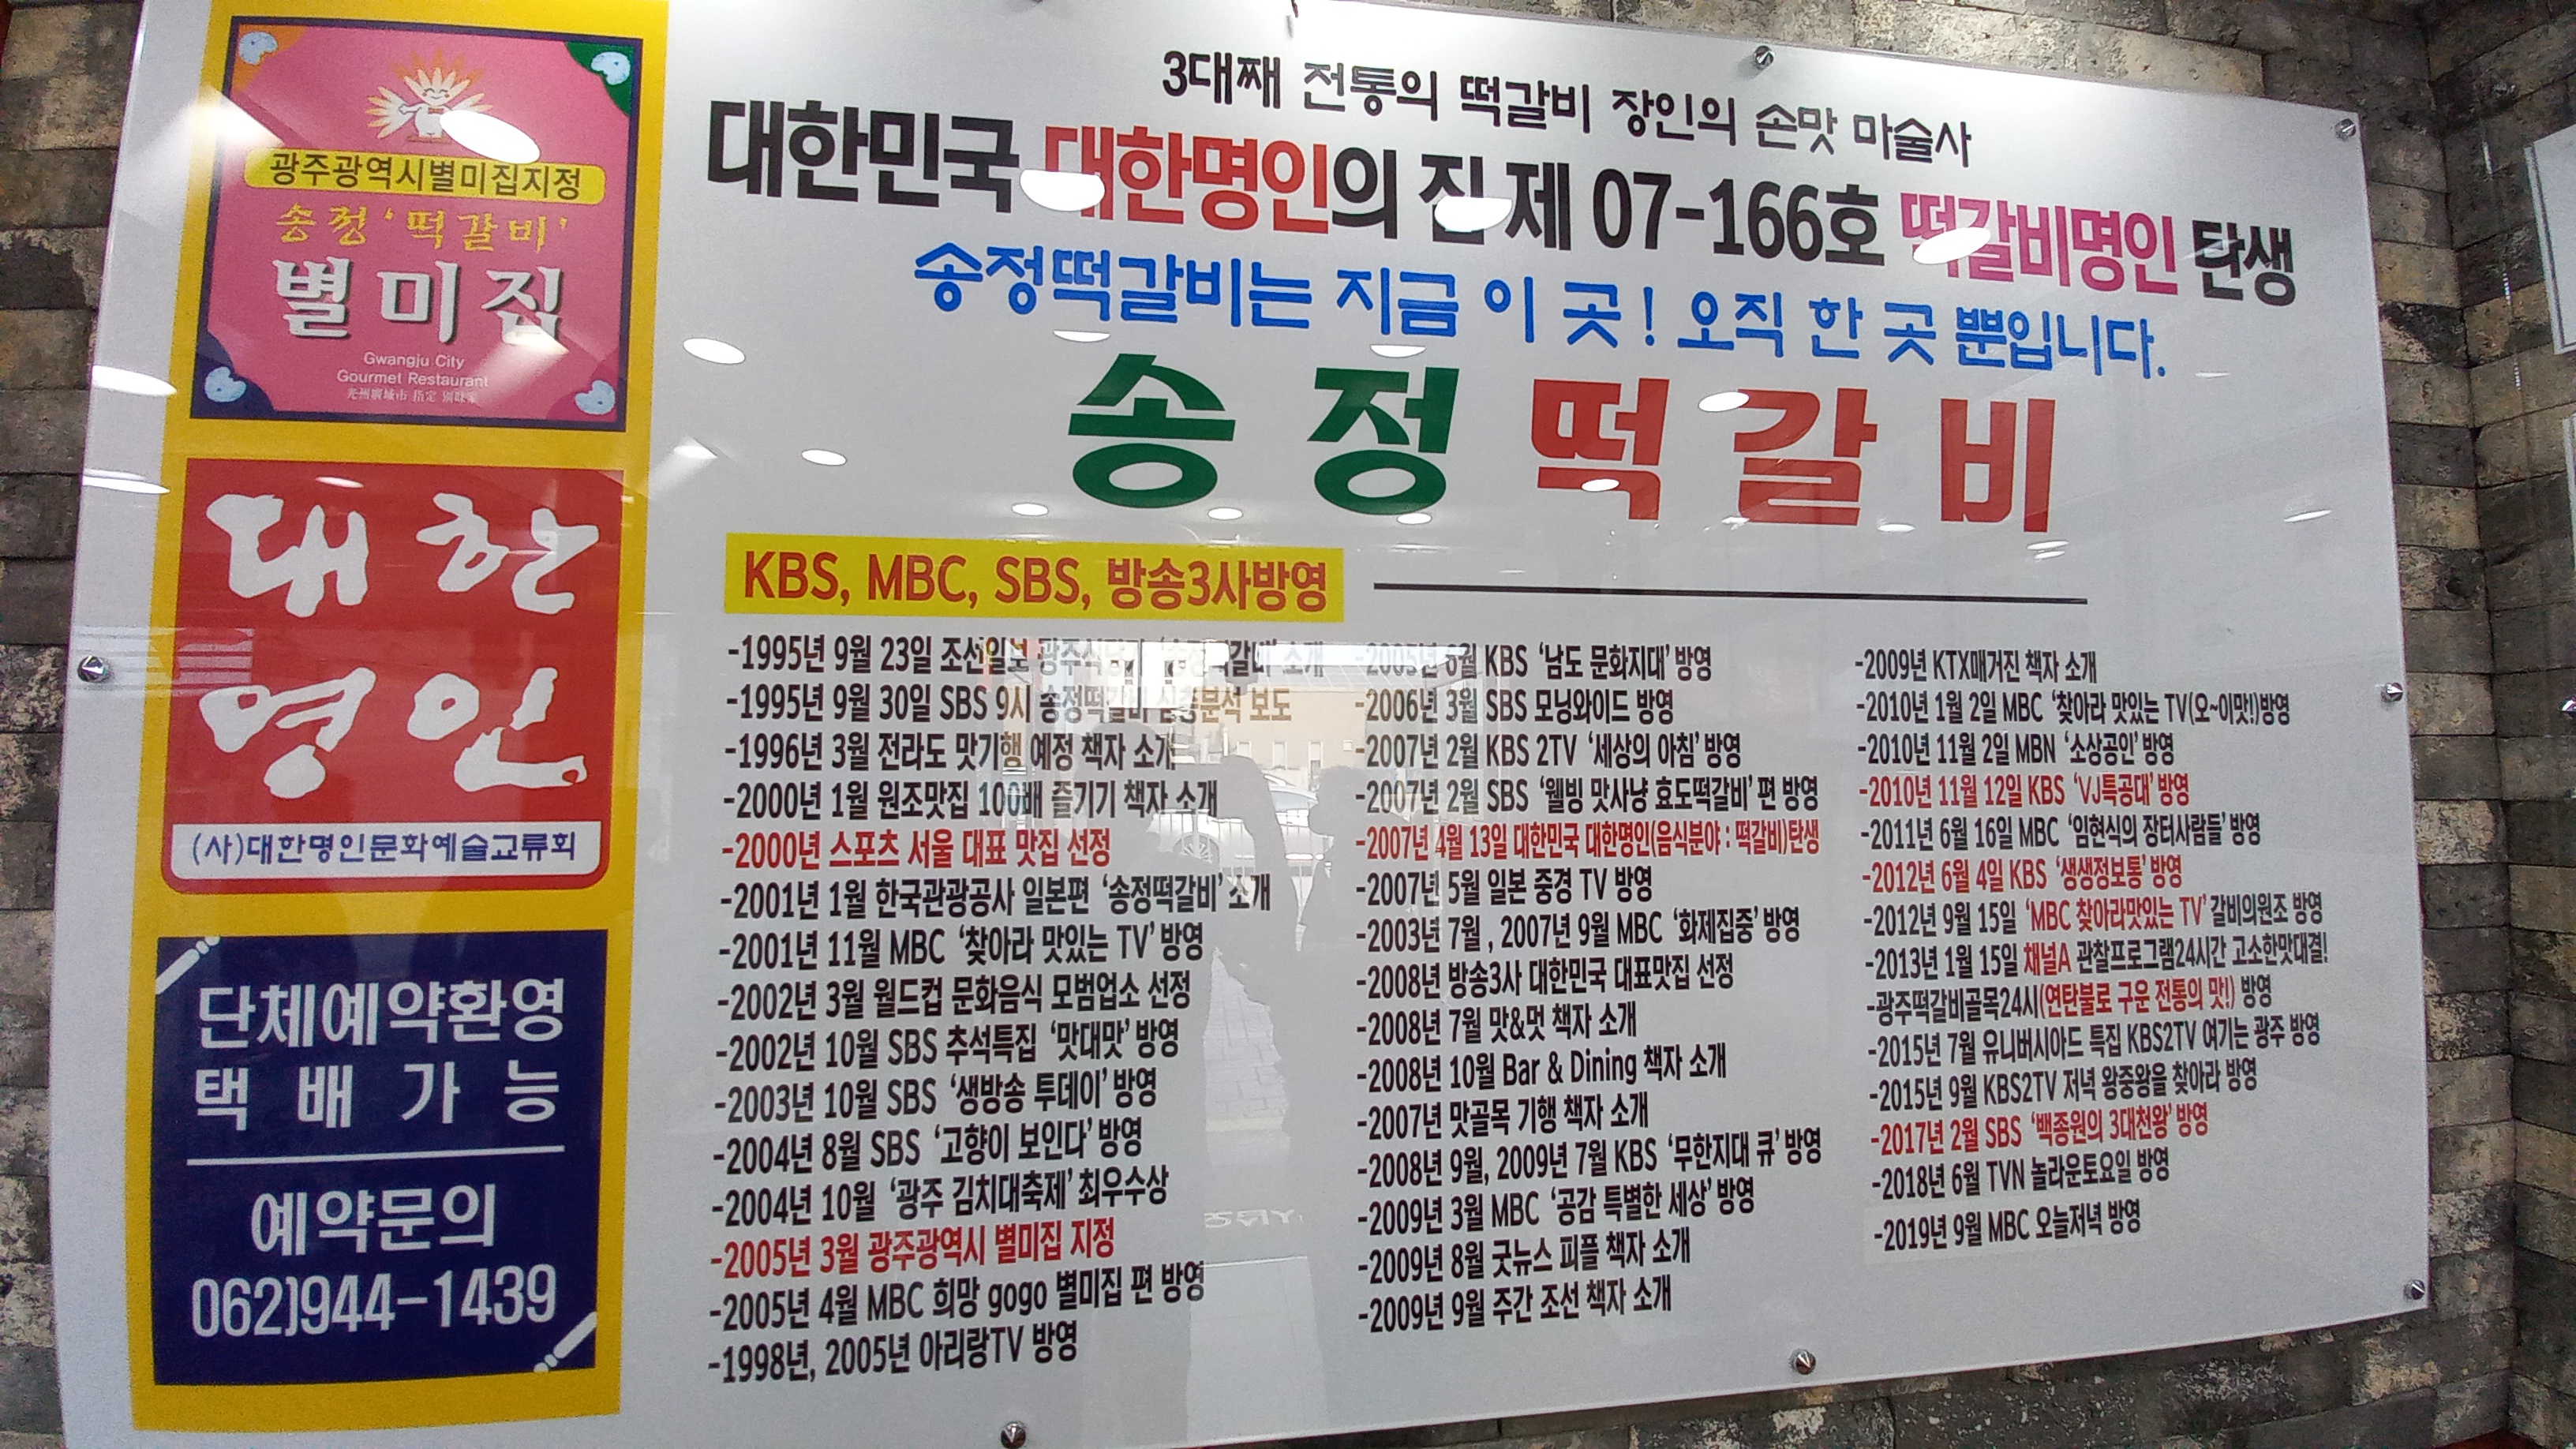 광주광역시별미집지정
송정 '떡갈비'
별미집
Gwangju City
Gourmet Restaurant
대한
명인
(사)대한명인문화예술교류회
단체예약환영
택배가능
예약문의
062)944-1439
3대째 전통의 떡갈비 장인의 손맛 마술사
대한민국 대한명인의 집 제 07-166호 떡갈비명인 탄생
송정떡갈비는 지금 이 곳! 오직 한 곳 뿐입니다.
송정떡갈비
KBS, MBC, SBS, 방송3사방영
-1995년 9월 23일 조선일보 '송정떡갈비' 소개
-1995년 9월 30일 SBS 9시 송정떡갈비 심층분석 보도
-1996년 3월 전라도 맛기행 예정 책자 소개
-2000년 1월 원조맛집 100배 즐기기 책자 소개
-2000년 스포츠 서울 대표 맛집 선정
-2001년 1월 한국관광공사 일본편 '송정떡갈비' 소개
-2001년 11월 MBC '찾아라 맛있는 TV' 방영
-2002년 3월 월드컵 문화음식 모범업소 선정
-2002년 10월 SBS 추석특집 '맛대맛' 방영
-2003년 10월 SBS '생방송 투데이' 방영
-2004년 8월 SBS '고향이 보인다' 방영
-2004년 10월 '광주 김치대축제' 최우수상
-2005년 3월 광주광역시 별미집 지정
-2005년 4월 MBC 희망 gogo 별미집 편 방영
-1998년, 2005년 아리랑TV 방영
-2005년 6월 KBS '남도 문화지대' 방영
-2006년 3월 SBS 모닝와이드 방영
-2007년 2월 KBS 2TV '세상의 아침' 방영
-2007년 2월 SBS '웰빙 맛사냥 효도떡갈비' 편 방영
-2007년 4월 13일 대한민국 대한명인(음식분야 : 떡갈비)탄생
-2007년 5월 일본 중경 TV 방영
-2003년 7월 , 2007년 9월 MBC '화제집중' 방영
-2008년 방송3사 대한민국 대표맛집 선정
-2008년 7월 맛&멋 책자 소개
-2008년 10월 Bar & Dining 책자 소개
-2007년 맛골목 기행 책자 소개
-2008년 9월, 2009년 7월 KBS '무한지대 큐' 방영
-2009년 3월 MBC '공감 특별한 세상' 방영
-2009년 8월 굿뉴스 피플 책자 소개
-2009년 9월 주간 조선 책자 소개
-2009년 KTX매거진 책자 소개
-2010년 1월 2일 MBC '찾아라 맛있는 TV(오~이맛!)방영
-2010년 11월 2일 MBN '소상공인' 방영
-2010년 11월 12일 KBS 'VJ특공대' 방영
-2011년 6월 16일 MBC '임현식의 장터사람들' 방영
-2012년 6월 4일 KBS '생생정보통' 방영
-2012년 9월 15일 'MBC 찾아라맛있는 TV' 갈비의원조 방영
-2013년 1월 15일 채널A 관찰프로그램24시간 고소한맛대결!
-광주떡갈비골목24시(연탄불로 구운 전통의 맛!) 방영
-2015년 7월 유니버시아드 특집 KBS2TV 여기는 광주 방영
-2015년 9월 KBS2TV 저녁 왕중왕을 찾아라 방영
-2017년 2월 SBS '백종원의 3대천왕' 방영
-2018년 6월 TVN 놀라운토요일 방영
-2019년 9월 MBC 오늘저녁 방영